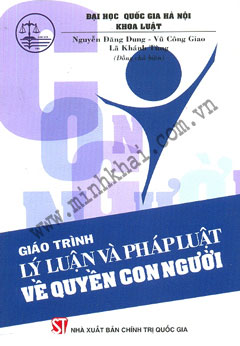 ĐẠI HỌC QUỐC GIA HÀ NỘI
KHOA LUẬT
Nguyễn Đăng Dung - Vũ Công Giao
Lã Khánh Tùng
(Đồng chủ biên)
CON
NGƯỜI
www.minhkhai.com.vn
GIÁO TRÌNH
LÝ LUẬN VÀ PHÁP LUẬT
VỀ QUYỀN CON NGƯỜI
ST NHÀ XUẤT BẢN CHÍNH TRỊ QUỐC GIA